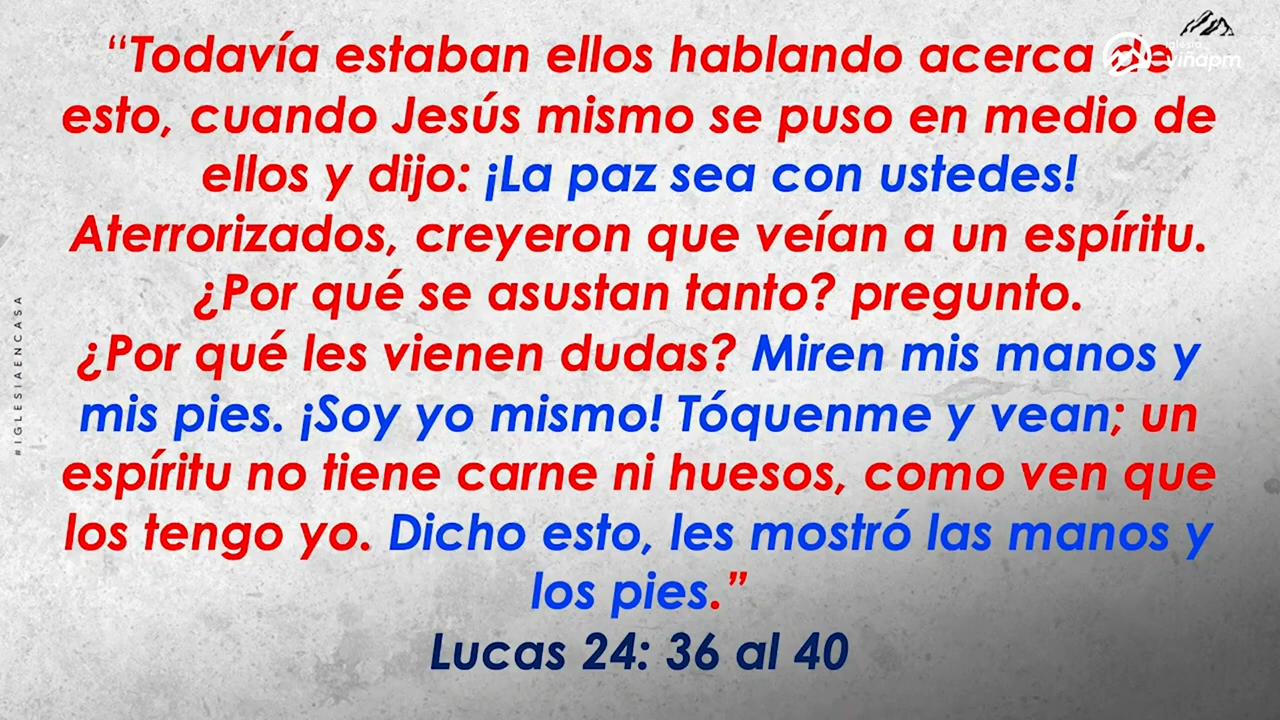 “Todavía estaban ellos hablando acerca de
esto, cuando Jesús mismo se puso en medio de
ellos y dijo: ¡La paz sea con ustedes!
Aterrorizados, creyeron que veían a un espíritu.
¿Por qué se asustan tanto? pregunto.
¿Por qué les vienen dudas? Miren mis manos y
mis pies. ¡Soy yo mismo! Tóquenme y vean; un
espíritu no tiene carne ni huesos, como ven que
los tengo yo. Dicho esto, les mostró las manos y
los pies.”
Lucas 24: 36 al 40
iglesia
viñapm
#IGLESIAENCASA